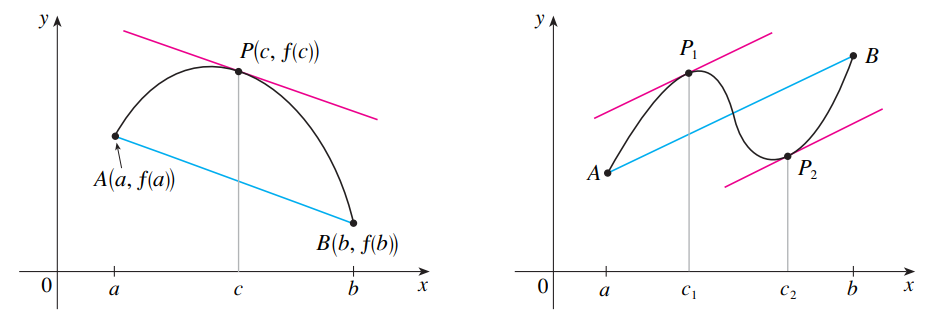 y
P(c, f(c))
A(a, f(a))
B(b, f(b))
0
a
c
b
x
y
P₁
B
A
P₂
0
a
c₁
c₂
b
x